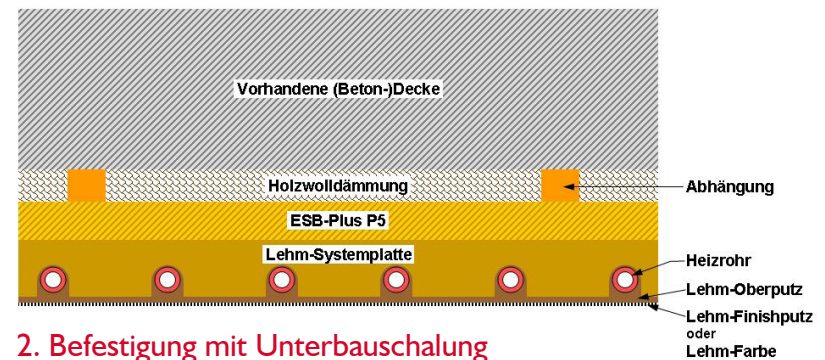 Vorhandene (Beton-)Decke
Holzwolldämmung
Abhängung
ESB-Plus P5
Lehm-Systemplatte
Heizrohr
Lehm-Oberputz
Lehm-Finishputz
oder
Lehm-Farbe
2. Befestigung mit Unterbauschalung